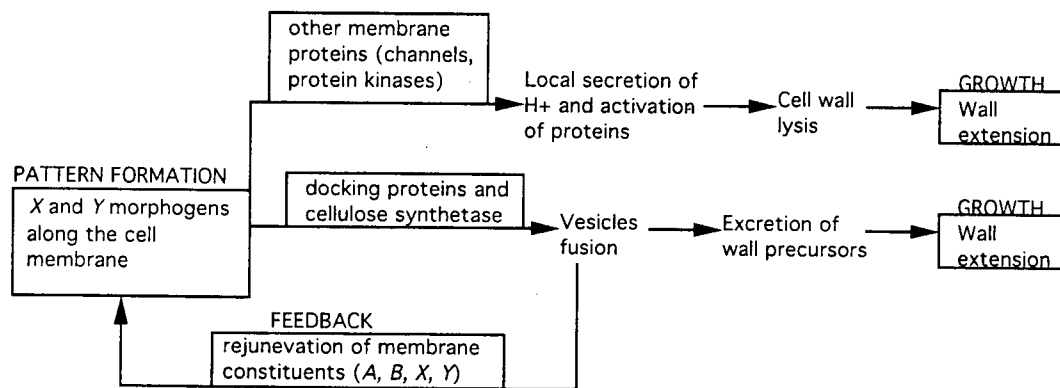 other membrane
proteins (channels,
protein kinases)
Local secretion of
H+ and activation
of proteins
Cell wall
lysis
GROWTH
Wall
extension
PATTERN FORMATION
X and Y morphogens
along the cell
membrane
docking proteins and
cellulose synthetase
Vesicles
fusion
Excretion of
wall precursors
GROWTH
Wall
extension
FEEDBACK
rejunevation of membrane
constituents (A, B, X, Y)